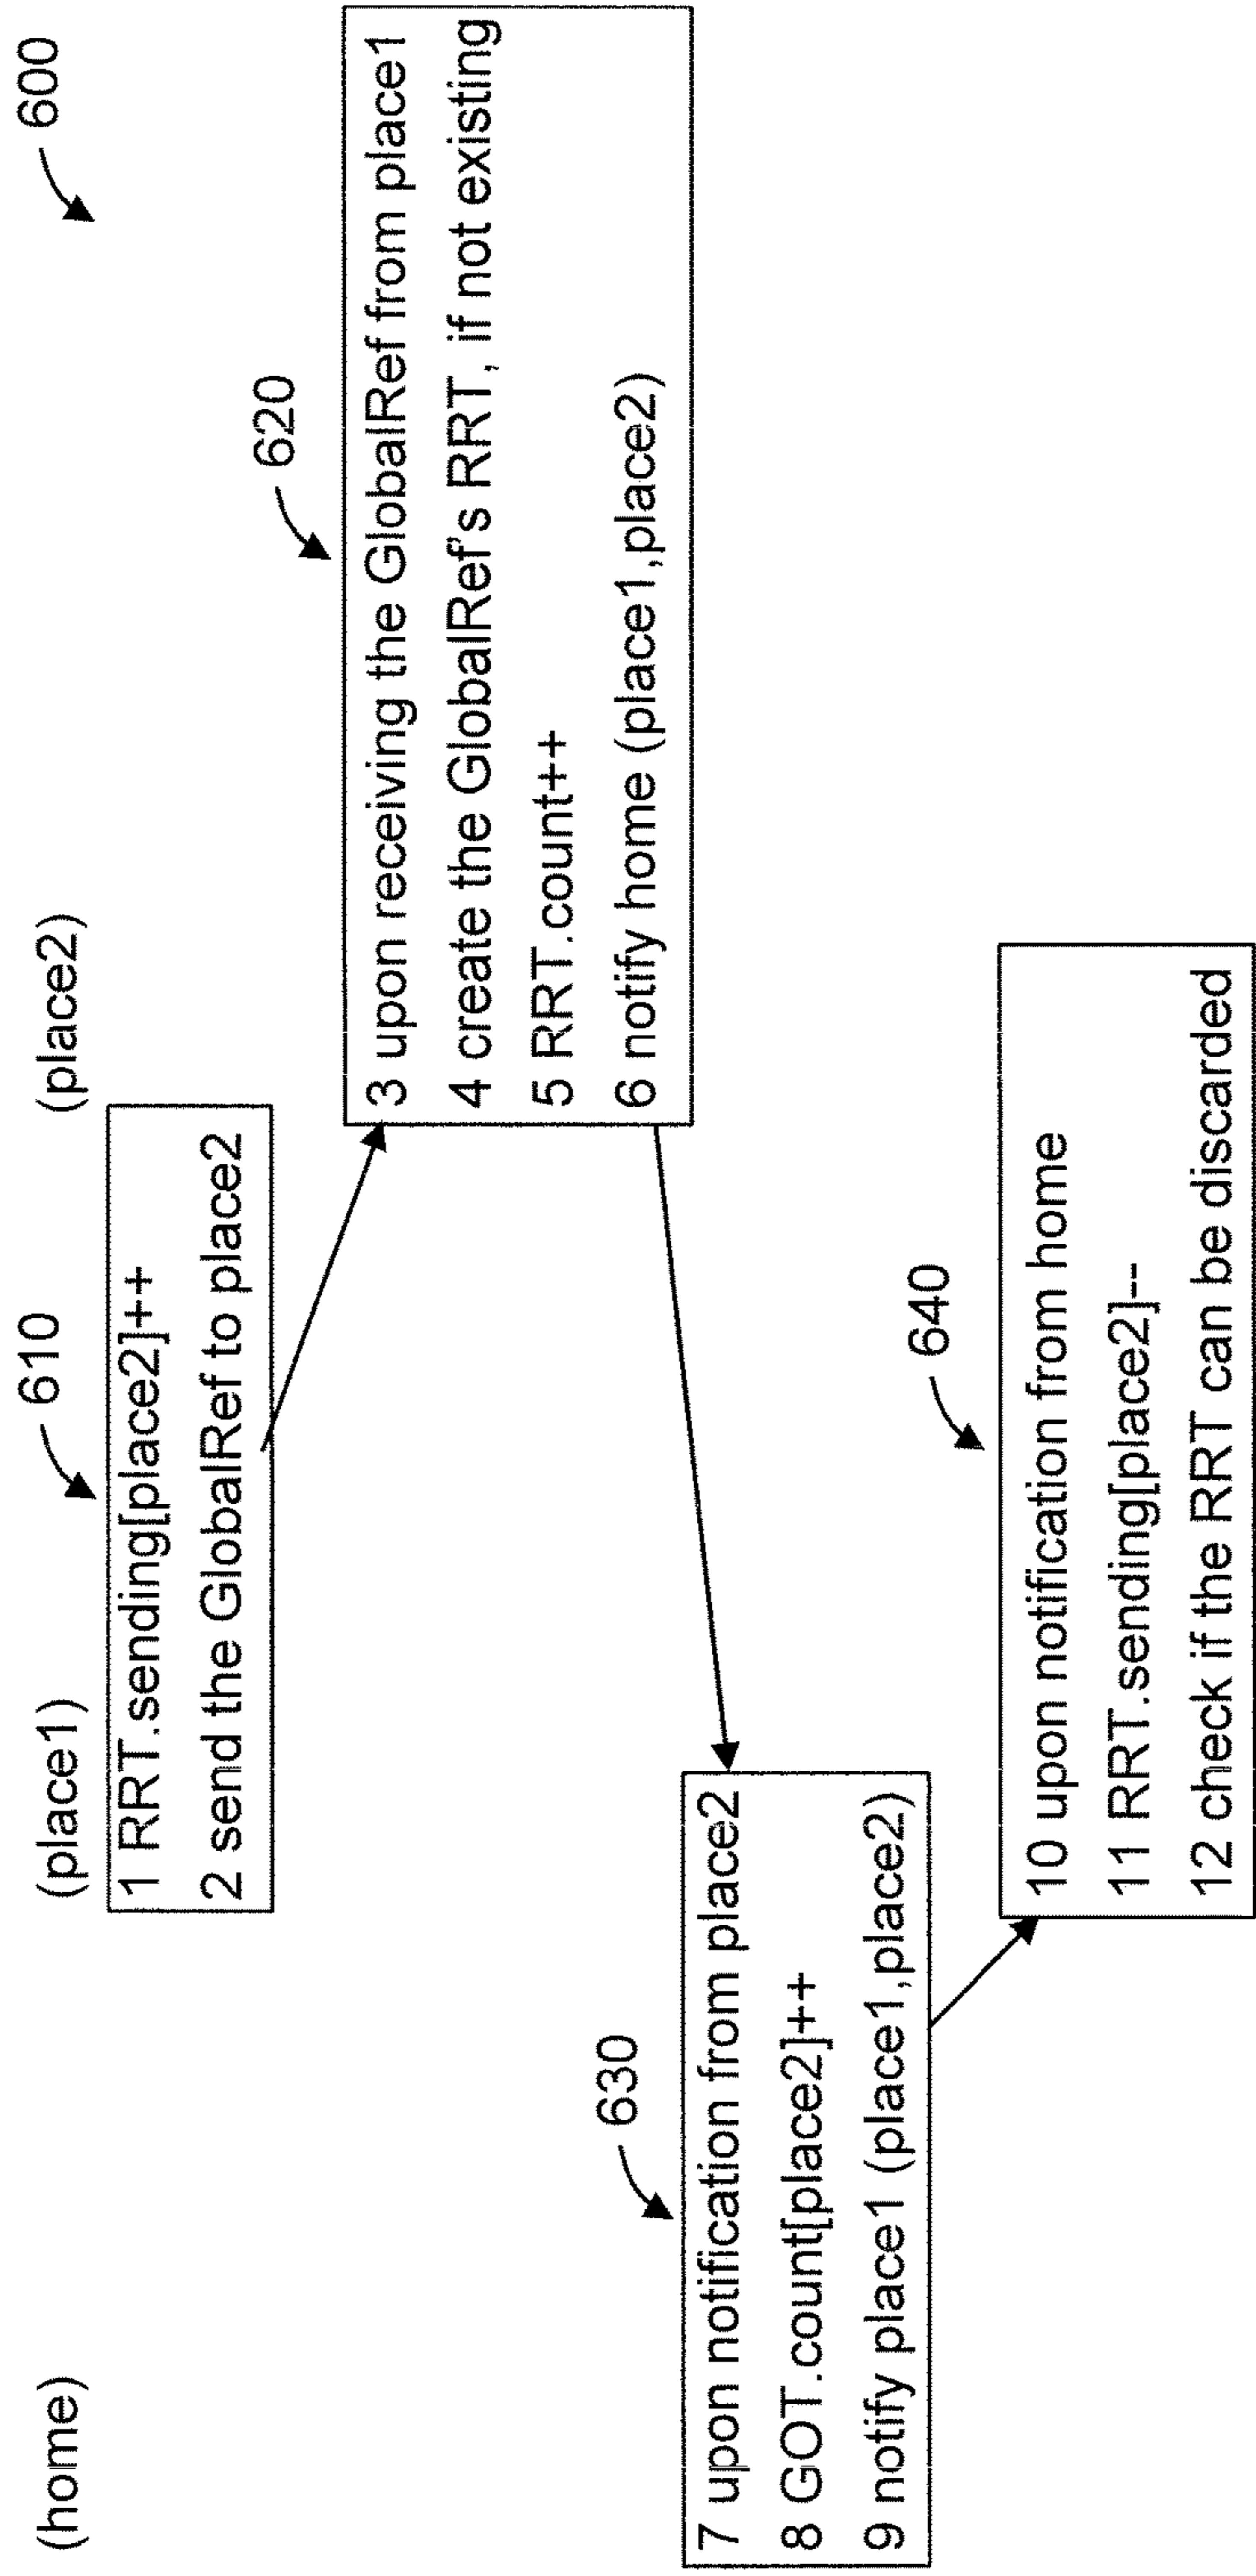 600
(home)
(place1)
(place2)
610
1 RRT.sending[place2]++
2 send the GlobalRef to place2
620
3 upon receiving the GlobalRef from place1
4 create the GlobalRef's RRT, if not existing
5 RRT.count++
6 notify home (place1,place2)
630
7 upon notification from place2
8 GOT.count[place2]++
9 notify place1 (place1,place2)
640
10 upon notification from home
11 RRT.sending[place2]--
12 check if the RRT can be discarded